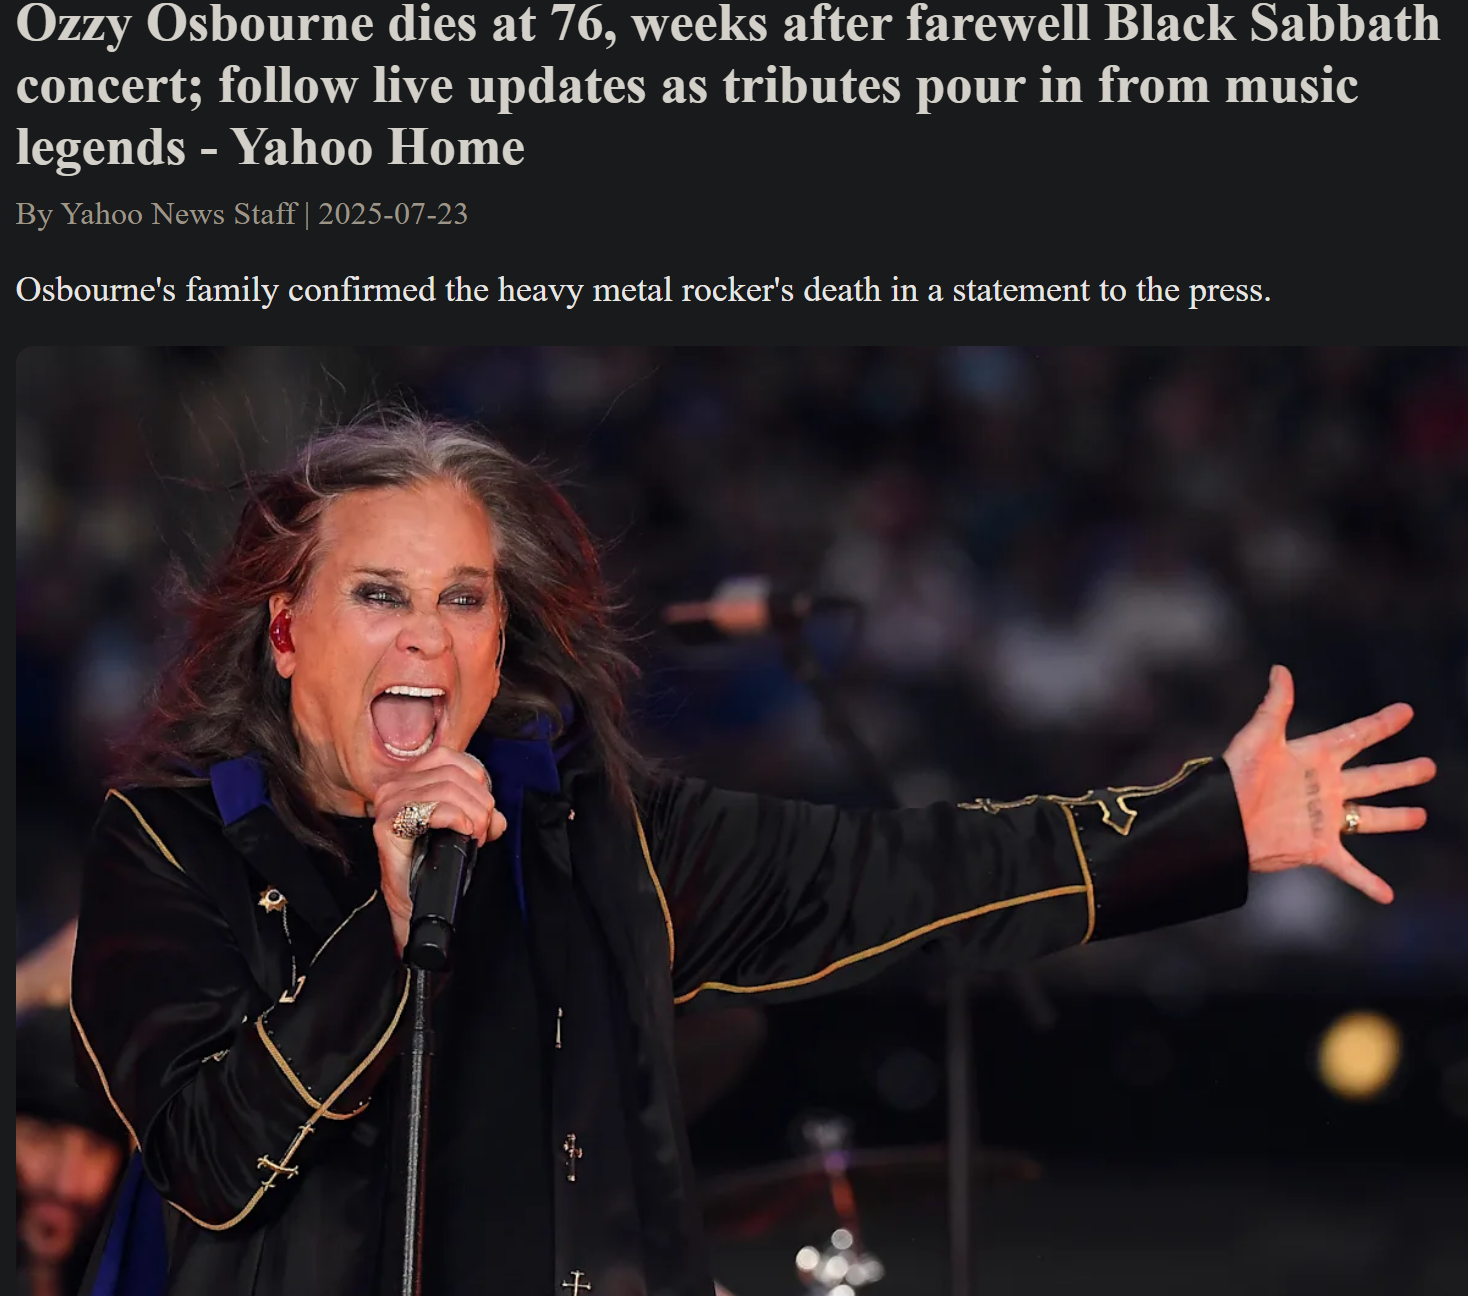 Ozzy Osbourne dies at 76, weeks after farewell Black Sabbath
concert; follow live updates as tributes pour in from music
legends - Yahoo Home
By Yahoo News Staff | 2025-07-23
Osbourne's family confirmed the heavy metal rocker's death in a statement to the press.